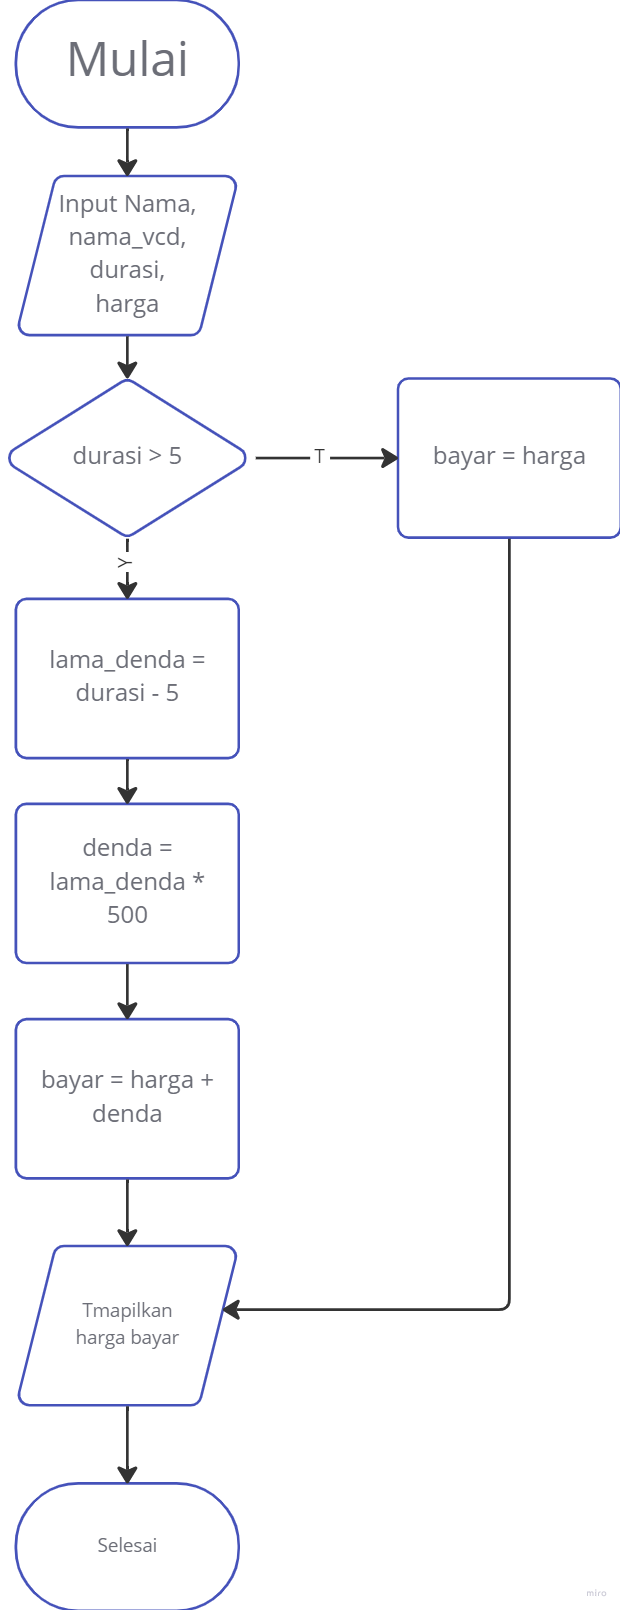 Mulai
Input Nama,
nama_vcd,
durasi,
harga
durasi > 5
T
bayar = harga
Y
lama_denda =
durasi - 5
denda =
lama_denda *
500
bayar = harga +
denda
Tmapilkan
harga bayar
Selesai
miro